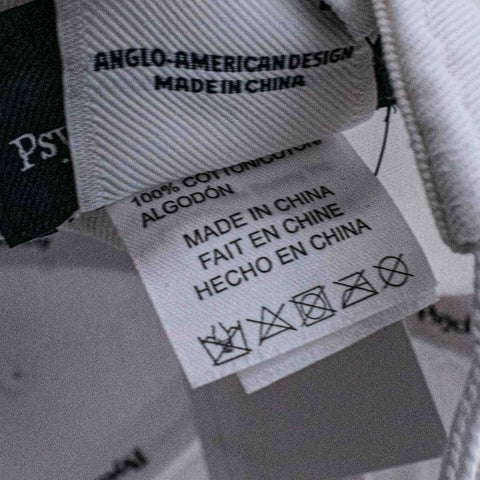 ANGLO-AMERICAN DESIGN
MADE IN CHINA
Psy
100% COTTON/COTON/
ALGODÓN
MADE IN CHINA
FAIT EN CHINE
HECHO EN CHINA